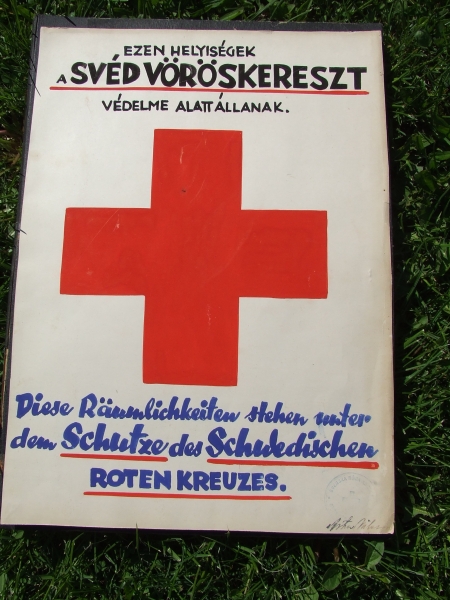 EZEN HELYISÉGEK
A SVÉD VÖRÖSKERESZT
VÉDELME ALATT ÁLLANAK.
Diese Räumlichkeiten stehen unter
dem Schutze des Schwedischen
ROTEN KREUZES.